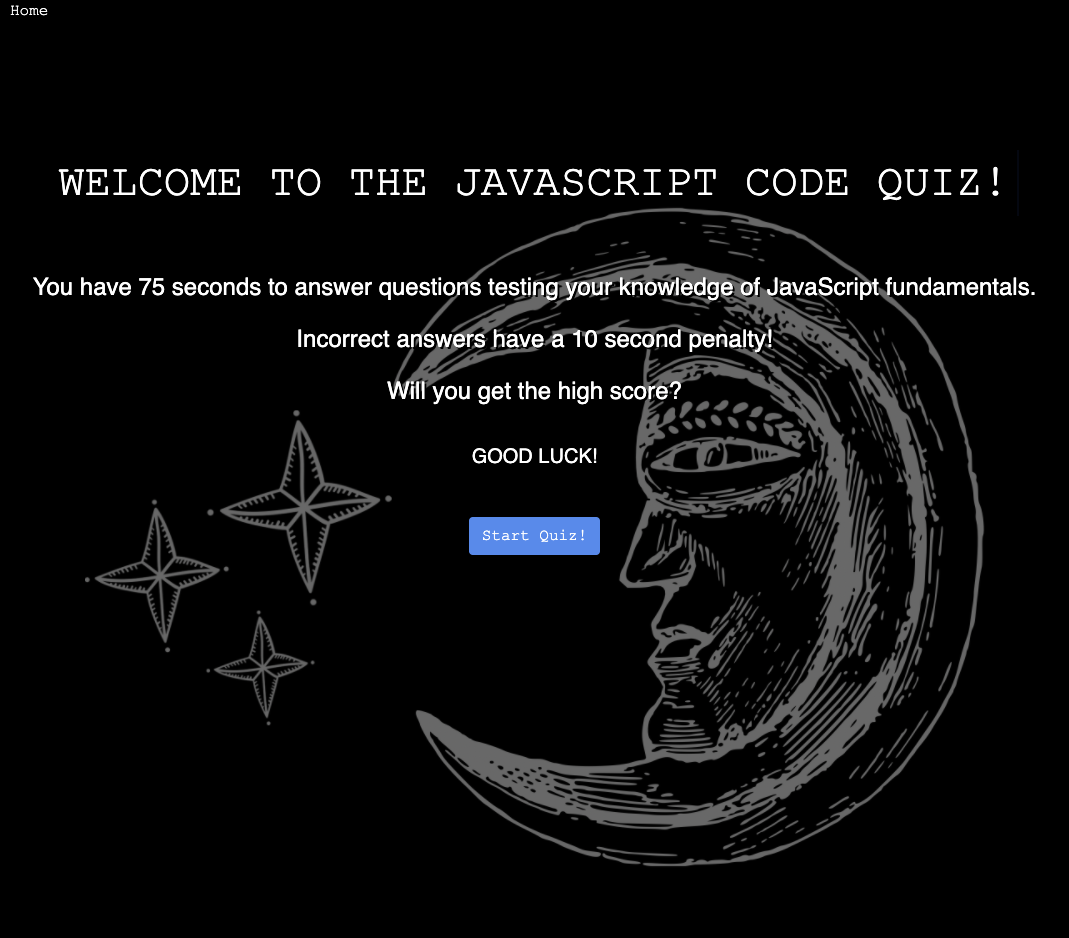 Home
WELCOME TO THE JAVASCRIPT CODE QUIZ!
You have 75 seconds to answer questions testing your knowledge of JavaScript fundamentals.
Incorrect answers have a 10 second penalty!
Will you get the high score?
GOOD LUCK!
Start Quiz!